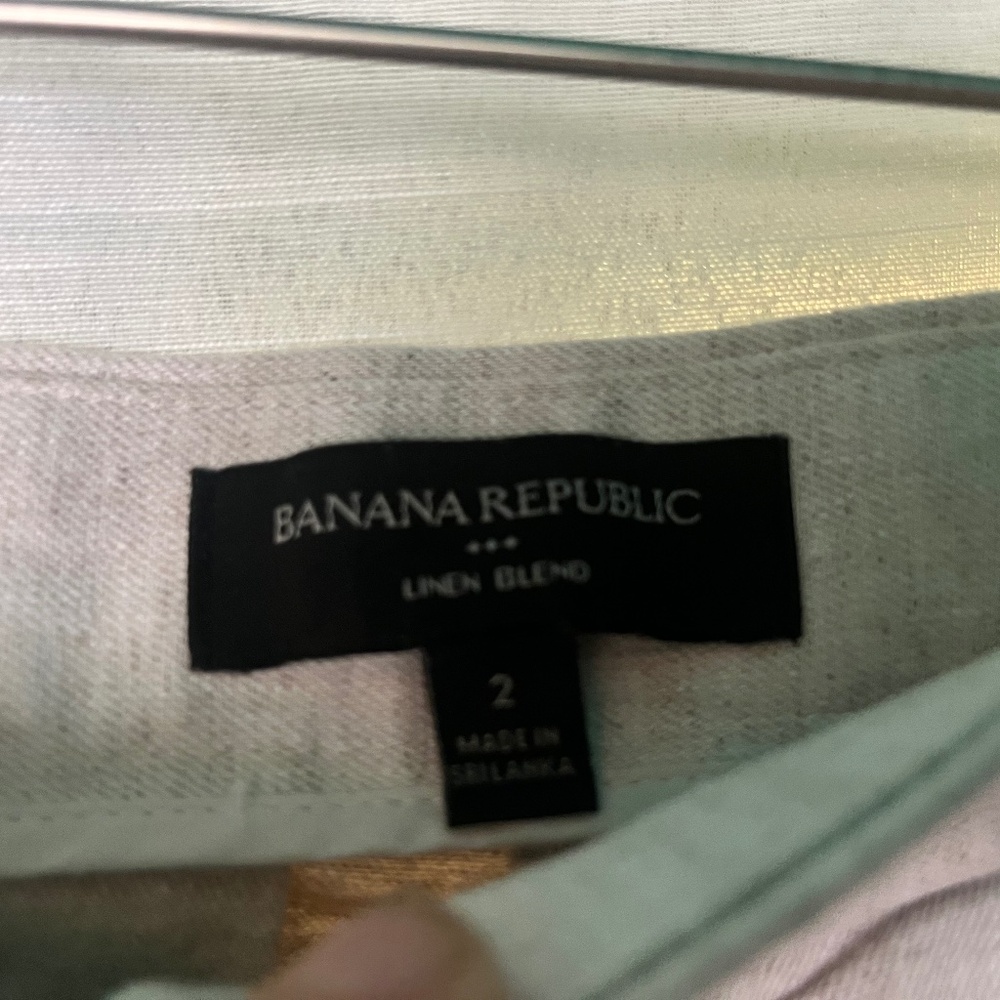 BANANA REPUBLIC
LINEN BLEND
2
MADE IN
SRI LANKA